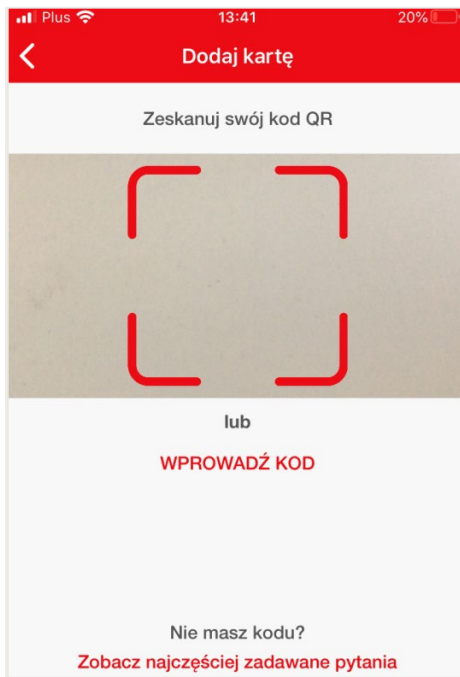 Plus 13:41 20%
Dodaj kartę
Zeskanuj swój kod QR
lub
WPROWADŹ KOD
Nie masz kodu?
Zobacz najczęściej zadawane pytania